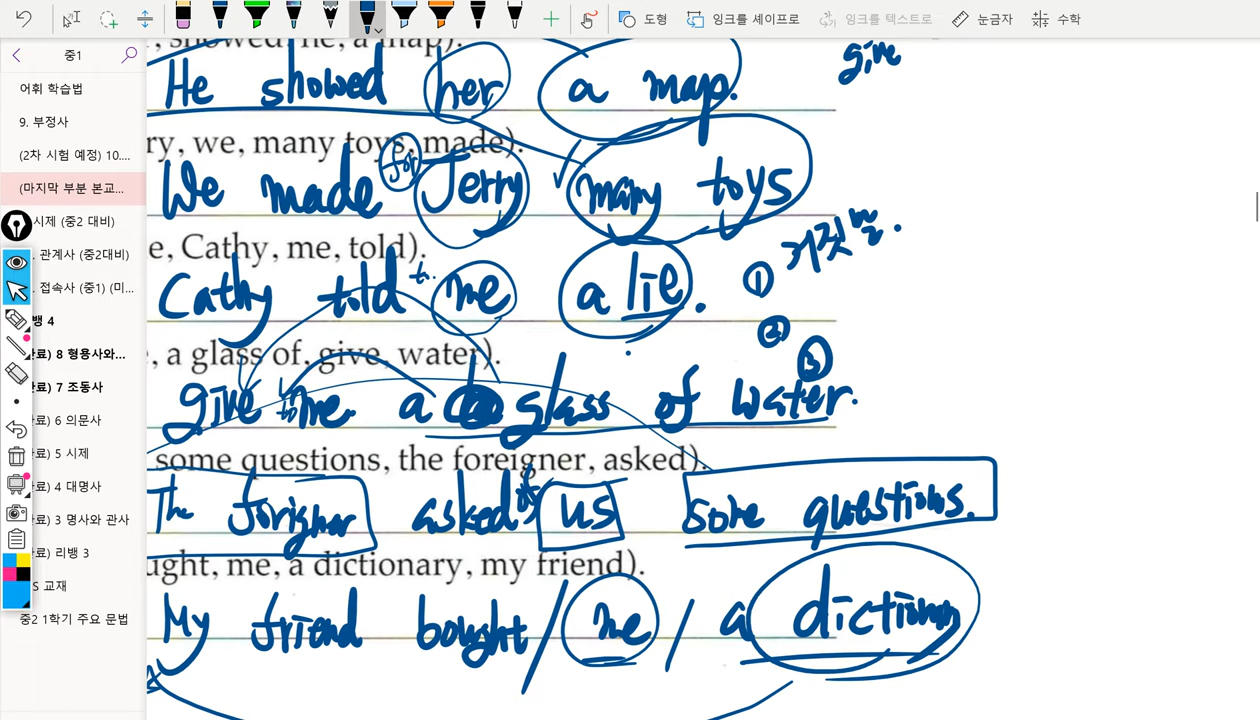 도형 잉크를 셰이프로 잉크를 텍스트로 눈금자 수학
중1
어휘 학습법
9. 부정사
(2차 시험 예정) 10....
(마지막 부분 본교...
시제 (중2 대비)
. 관계사 (중2대비)
. 접속사 (중1) (미...
뱅 4
료) 8 형용사와...
료) 7 조동사
료) 6 의문사
료) 5 시제
료) 4 대명사
료) 3 명사와 관사
료) 3 리뱅 3
S 교재
중2 1학기 주요 문법
, showed, he, a map).
give
He showed her a map.
ry, we, many toys, made).
for
We made Jerry many toys
거짓말.
e, Cathy, me, told).
Cathy told me a lie.
①
②
③
, a glass of, give, water).
give to me a glass of water.
some questions, the foreigner, asked).
The forigner asked of us some questions.
ught, me, a dictionary, my friend).
My friend bought / me / a